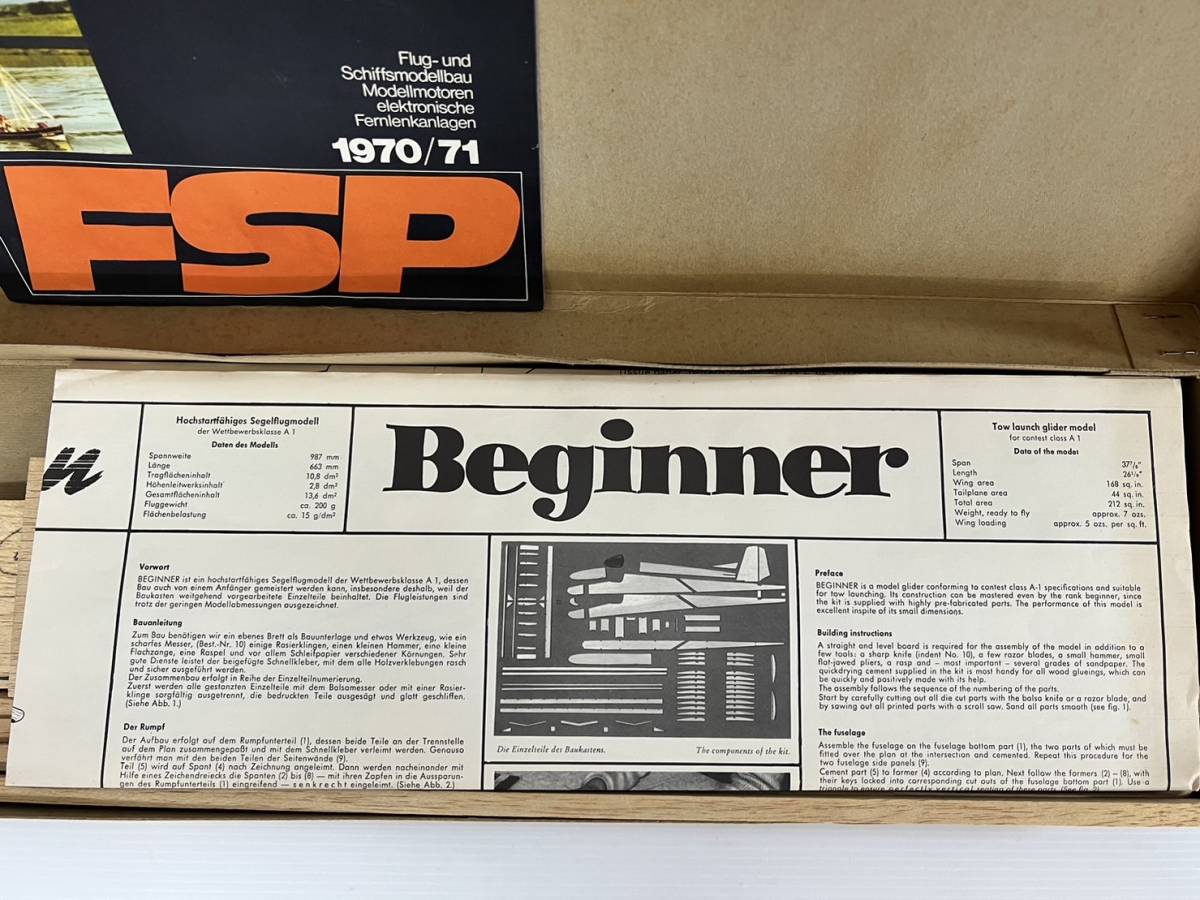 Flug- und
Schiffsmodellbau
Modellmotoren
elektronische
Fernlenkanlagen
1970/71
FSP
Hochstartfähiges Segelflugmodell
der Wettbewerbsklasse A 1
Daten des Modells
Spannweite 987 mm
Länge 663 mm
Tragflächeninhalt 10,8 dm²
Höhenleitwerksinhalt 2,8 dm²
Gesamtflächeninhalt 13,6 dm²
Fluggewicht ca. 200 g
Flächenbelastung ca. 15 g/dm²
Beginner
Tow launch glider model
for contest class A 1
Data of the model
Span 37⅞"
Length 26⅛"
Wing area 168 sq. in.
Tailplane area 44 sq. in.
Total area 212 sq. in.
Weight, ready to fly approx. 7 ozs.
Wing loading approx. 5 ozs. per sq. ft.
Vorwort
BEGINNER ist ein hochstartfähiges Segelflugmodell der Wettbewerbsklasse A 1, dessen
Bau auch von einem Anfänger gemeistert werden kann, insbesondere deshalb, weil der
Baukasten weitgehend vorgearbeitete Einzelteile beinhaltet. Die Flugleistungen sind
trotz der geringen Modellabmessungen ausgezeichnet.
Bauanleitung
Zum Bau benötigen wir ein ebenes Brett als Bauunterlage und etwas Werkzeug, wie ein
scharfes Messer, (Best.-Nr. 10) einige Rasierklingen, einen kleinen Hammer, eine kleine
Flachzange, eine Raspel und vor allem Schleifpapier verschiedener Körnungen. Sehr
gute Dienste leistet der beigefügte Schnellkleber, mit dem alle Holzverklebungen rasch
und sicher ausgeführt werden.
Der Zusammenbau erfolgt in Reihe der Einzelteilnumerierung.
Zuerst werden alle gestanzten Einzelteile mit dem Balsamesser oder mit einer Rasier-
klinge sorgfältig ausgetrennt, die bedruckten Teile ausgesägt und glatt geschliffen.
(Siehe Abb. 1.)
Der Rumpf
Der Aufbau erfolgt auf dem Rumpfunterteil (1), dessen beide Teile an der Trennstelle
auf dem Plan zusammengepaßt und mit dem Schnellkleber verleimt werden. Genauso
verfährt man mit den beiden Teilen der Seitenwände (9).
Teil (5) wird auf Spant (4) nach Zeichnung angeleimt. Dann werden nacheinander mit
Hilfe eines Zeichendreiecks die Spanten (2) bis (8) — mit ihren Zapfen in die Aussparun-
gen des Rumpfunterteils (1) eingreifend — senkrecht eingeleimt. (Siehe Abb. 2.)
Die Einzelteile des Baukastens. The components of the kit.
Preface
BEGINNER is a model glider conforming to contest class A-1 specifications and suitable
for tow launching. Its construction can be mastered even by the rank beginner, since
the kit is supplied with highly pre-fabricated parts. The performance of this model is
excellent inspite of its small dimensions.
Building instructions
A straight and level board is required for the assembly of the model in addition to a
few tools: a sharp knife (indent No. 10), a few razor blades, a small hammer, small
flat-jawed pliers, a rasp and – most important – several grades of sandpaper. The
quickdrying cement supplied in the kit is most handy for all wood glueings, which can
be quickly and positively made with its help.
The assembly follows the sequence of the numbering of the parts.
Start by carefully cutting out all die cut parts with the balsa knife or a razor blade, and
by sawing out all printed parts with a scroll saw. Sand all parts smooth (see fig. 1).
The fuselage
Assemble the fuselage on the fuselage bottom part (1), the two parts of which must be
fitted over the plan at the intersection and cemented. Repeat this procedure for the
two fuselage side panels (9).
Cement part (5) to former (4) according to plan. Next follow the formers (2) – (8), with
their keys locked into corresponding cut outs of the fuselage bottom part (1). Use a
triangle to ensure perfectly vertical seating of these parts. (See fig. 2)